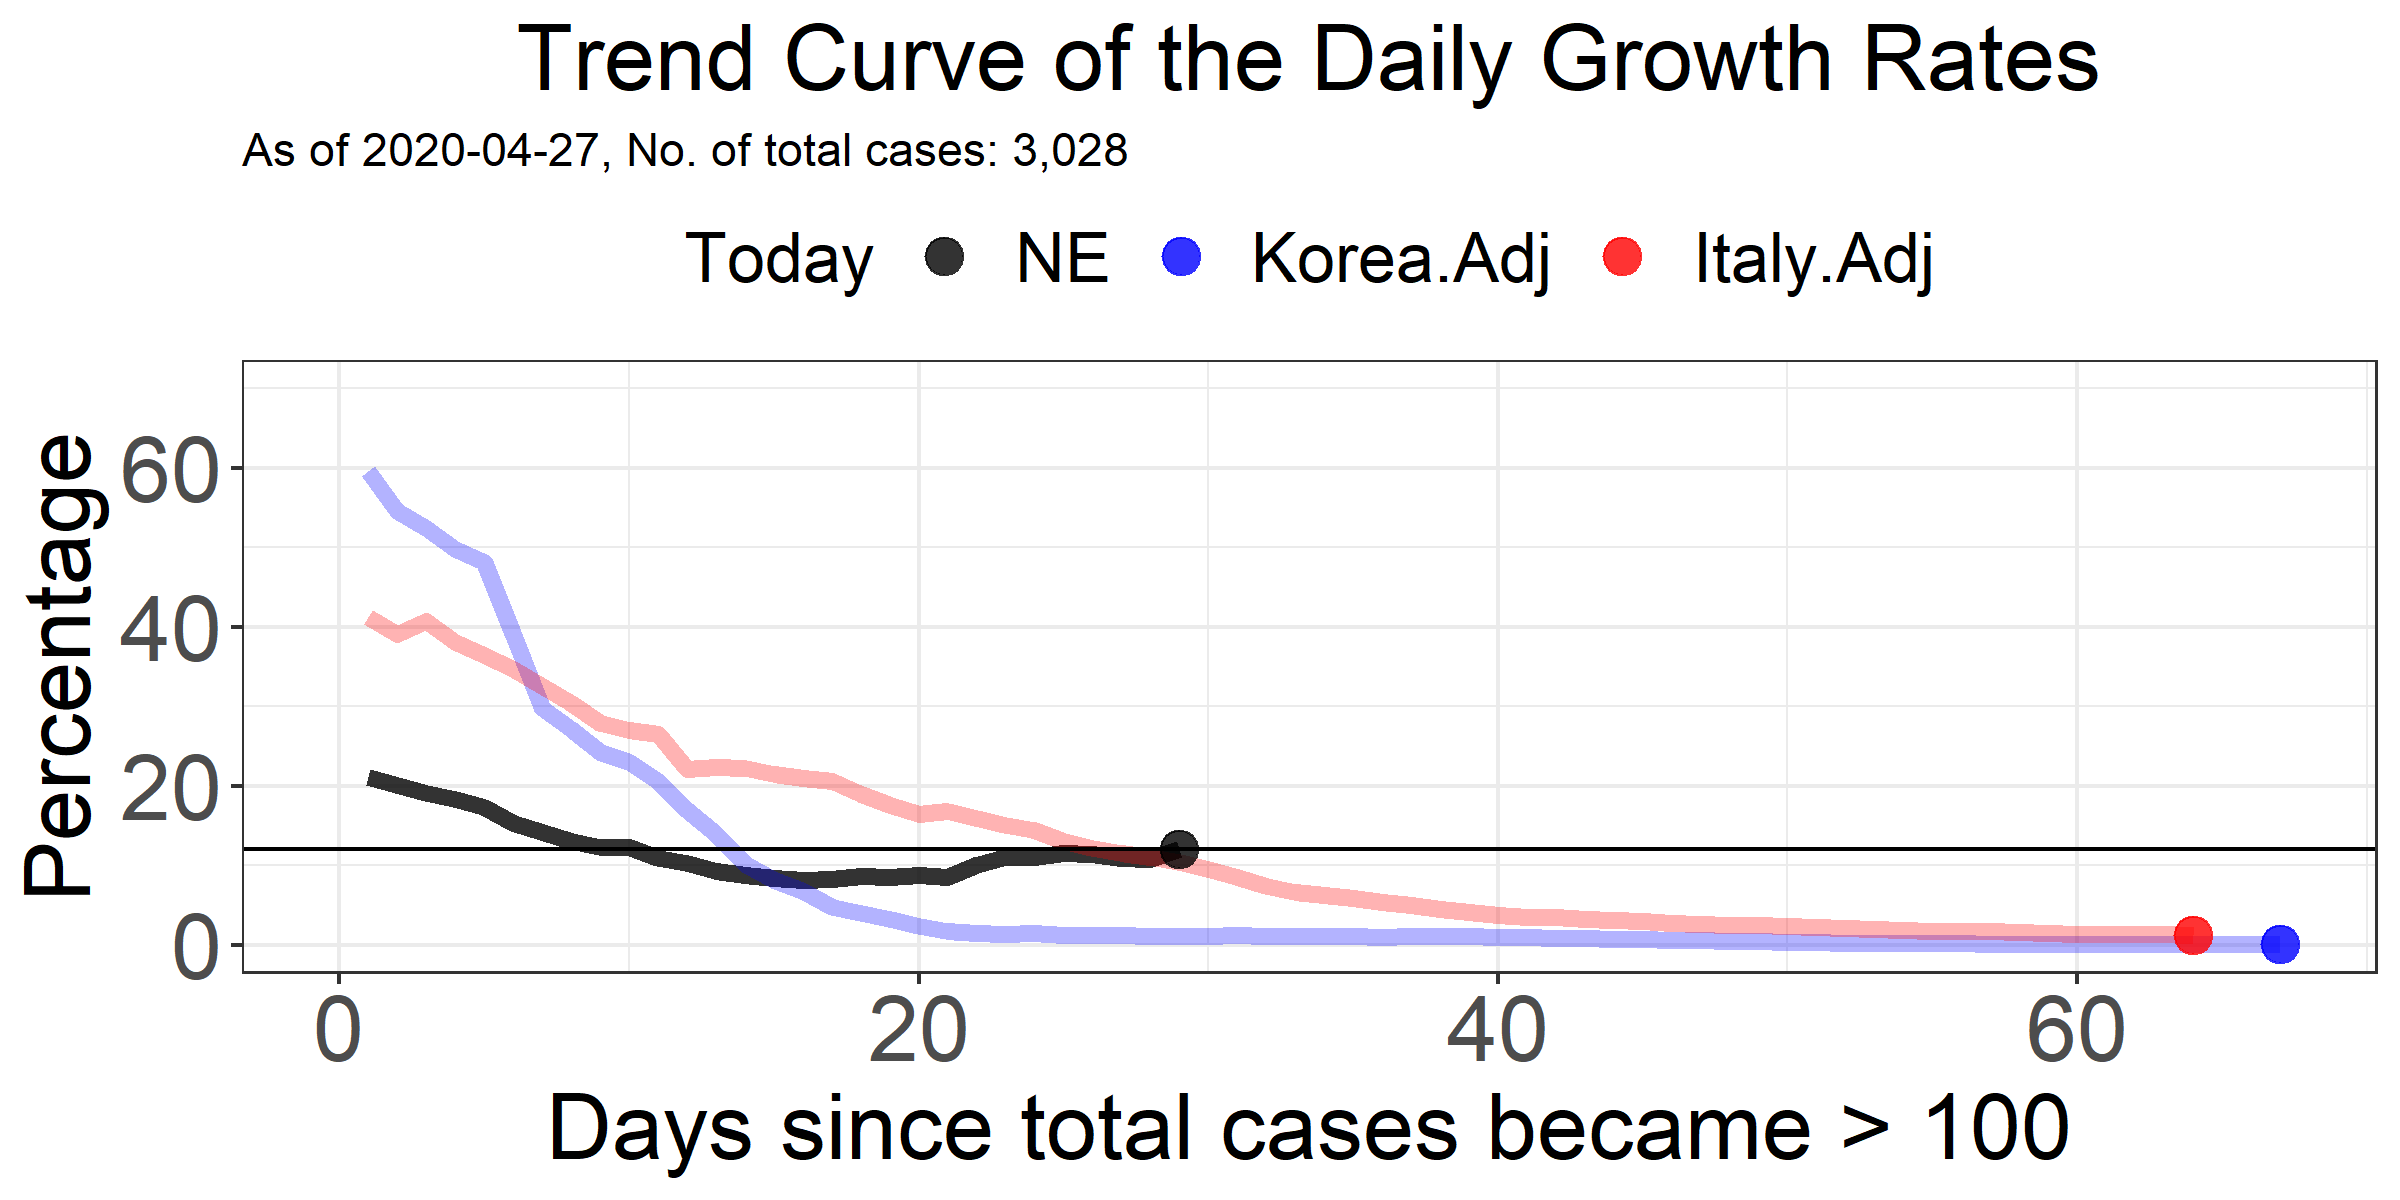 Trend Curve of the Daily Growth Rates
As of 2020-04-27, No. of total cases: 3,028
Today NE Korea.Adj Italy.Adj
Percentage
60
40
20
0
0 20 40 60
Days since total cases became > 100